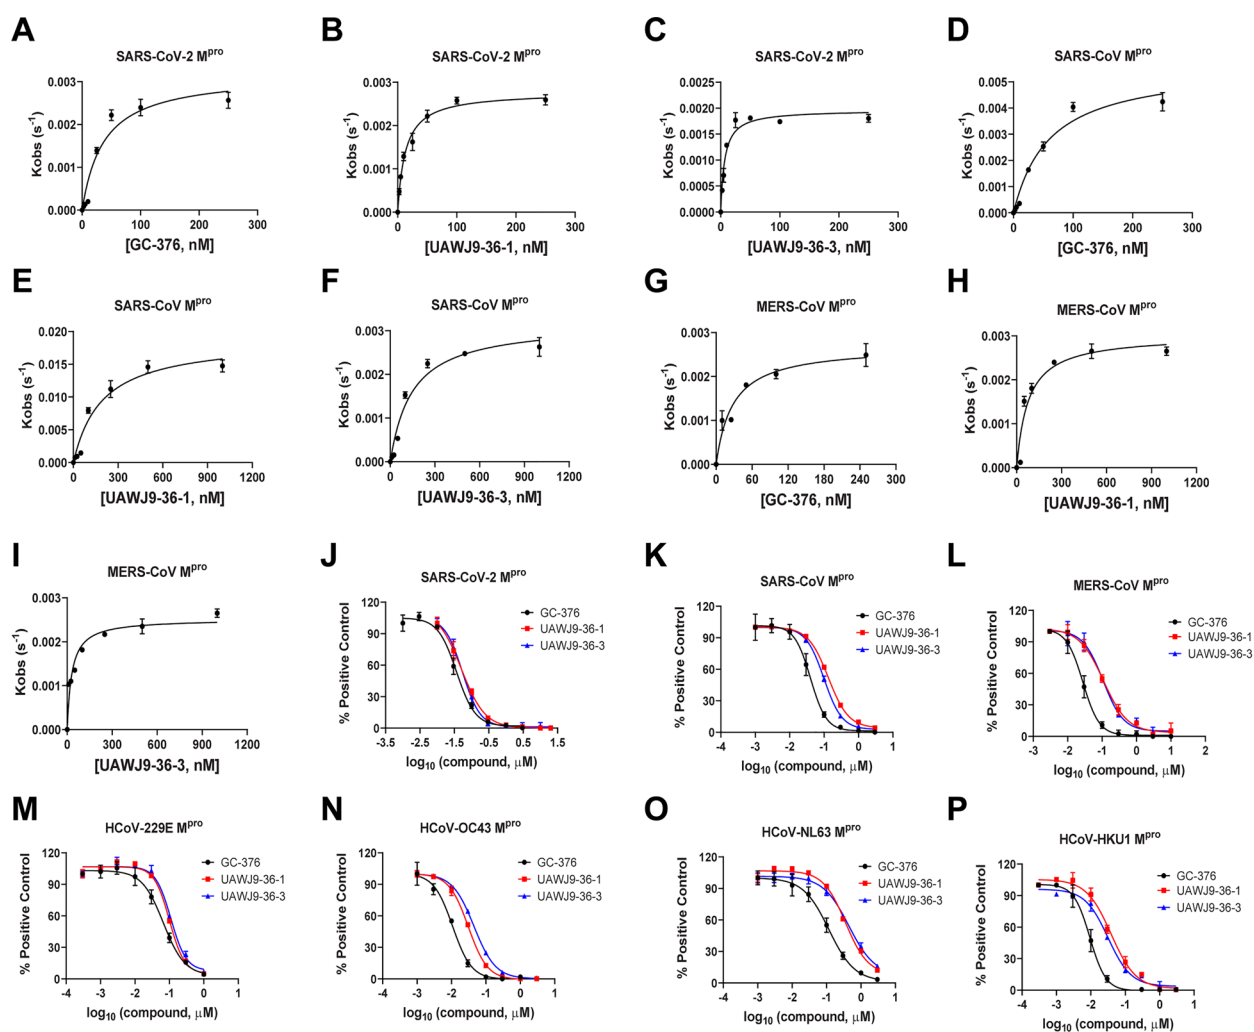 A
SARS-CoV-2 Mpro
Kobs (s-1)
0.003
0.002
0.001
0.000
0
100
200
300
[GC-376, nM]
B
SARS-CoV-2 Mpro
Kobs (s-1)
0.003
0.002
0.001
0.000
0
100
200
300
[UAWJ9-36-1, nM]
C
SARS-CoV-2 Mpro
Kobs (s-1)
0.0025
0.0020
0.0015
0.0010
0.0005
0.0000
0
100
200
300
[UAWJ9-36-3, nM]
D
SARS-CoV Mpro
Kobs (s-1)
0.005
0.004
0.003
0.002
0.001
0.000
0
100
200
300
[GC-376, nM]
E
SARS-CoV Mpro
Kobs (s-1)
0.020
0.015
0.010
0.005
0.000
0
300
600
900
1200
[UAWJ9-36-1, nM]
F
SARS-CoV Mpro
Kobs (s-1)
0.003
0.002
0.001
0.000
0
300
600
900
1200
[UAWJ9-36-3, nM]
G
MERS-CoV Mpro
Kobs (s-1)
0.003
0.002
0.001
0.000
0
60
120
180
240
300
[GC-376, nM]
H
MERS-CoV Mpro
Kobs (s-1)
0.003
0.002
0.001
0.000
0
300
600
900
1200
[UAWJ9-36-1, nM]
I
MERS-CoV Mpro
Kobs (s-1)
0.003
0.002
0.001
0.000
0
300
600
900
1200
[UAWJ9-36-3, nM]
J
SARS-CoV-2 Mpro
% Positive Control
120
90
60
30
0
-3.5
-2.5
-1.5
-0.5
0.5
1.5
log10 (compound, μM)
GC-376
UAWJ9-36-1
UAWJ9-36-3
K
SARS-CoV Mpro
% Positive Control
120
90
60
30
0
-4
-3
-2
-1
0
1
log10 (compound, μM)
GC-376
UAWJ9-36-1
UAWJ9-36-3
L
MERS-CoV Mpro
% Positive Control
120
90
60
30
0
-3
-2
-1
0
1
2
log10 (compound, μM)
GC-376
UAWJ9-36-1
UAWJ9-36-3
M
HCoV-229E Mpro
% Positive Control
120
90
60
30
0
-4
-3
-2
-1
0
1
log10 (compound, μM)
GC-376
UAWJ9-36-1
UAWJ9-36-3
N
HCoV-OC43 Mpro
% Positive Control
120
90
60
30
0
-4
-3
-2
-1
0
1
log10 (compound, μM)
GC-376
UAWJ9-36-1
UAWJ9-36-3
O
HCoV-NL63 Mpro
% Positive Control
120
90
60
30
0
-4
-3
-2
-1
0
1
log10 (compound, μM)
GC-376
UAWJ9-36-1
UAWJ9-36-3
P
HCoV-HKU1 Mpro
% Positive Control
120
90
60
30
0
-4
-3
-2
-1
0
1
log10 (compound, μM)
GC-376
UAWJ9-36-1
UAWJ9-36-3